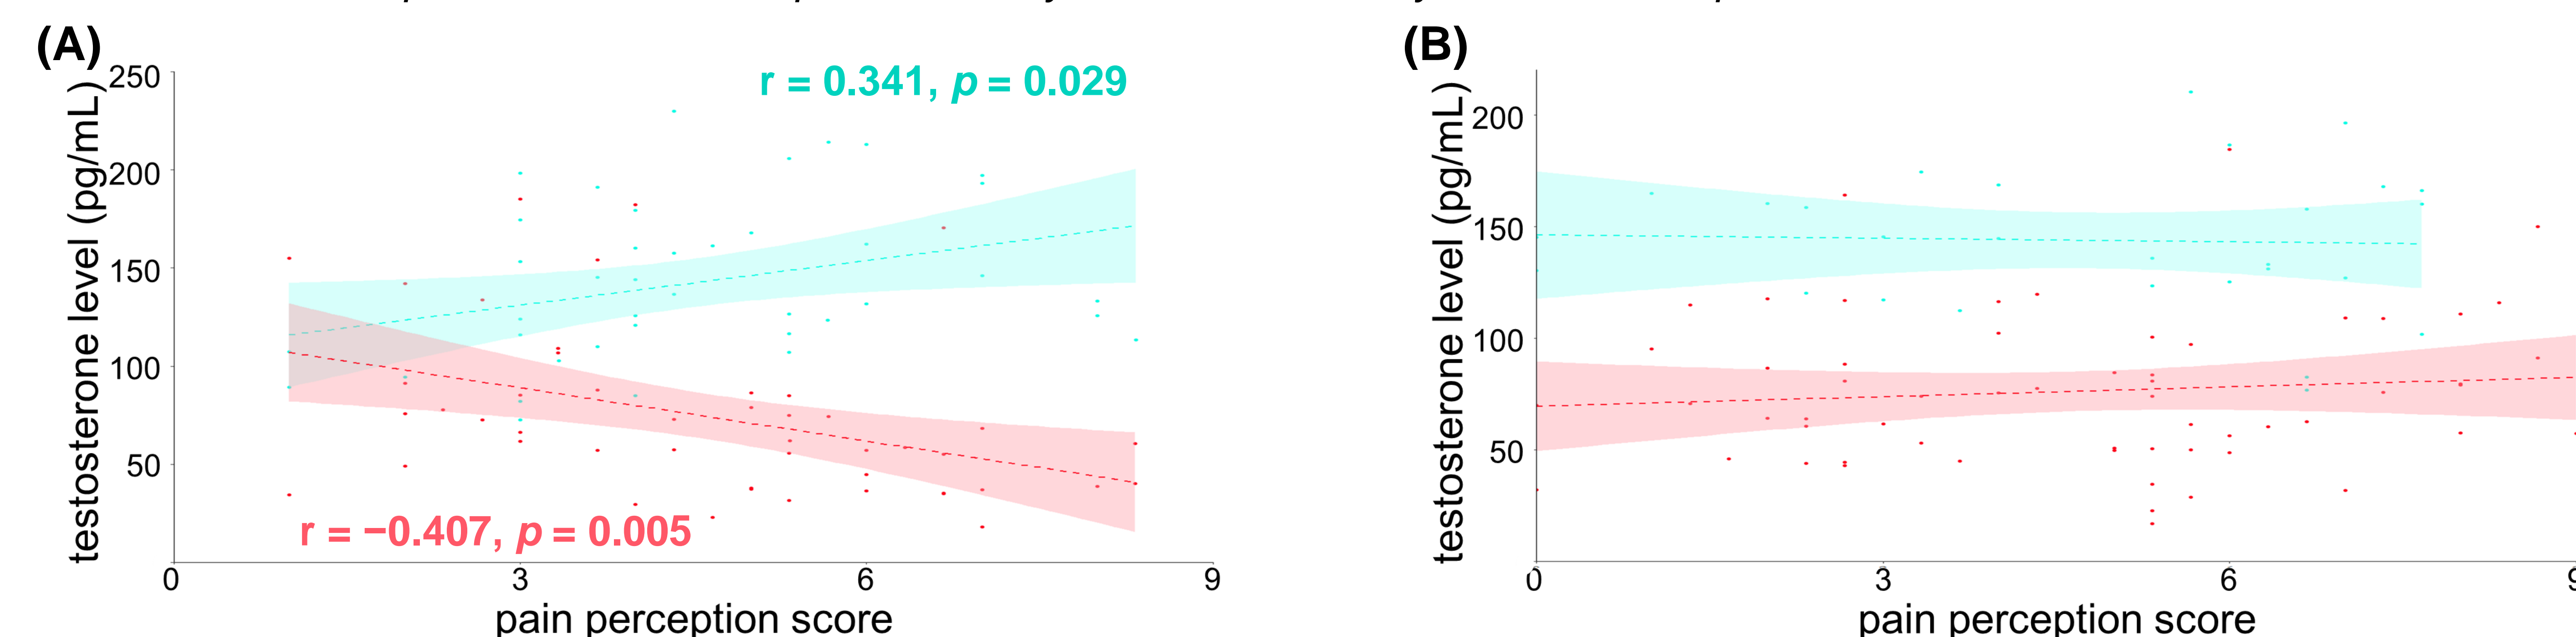 (A)
250
200
150
100
50
testosterone level (pg/mL)
r = 0.341, p = 0.029
r = −0.407, p = 0.005
0 3 6 9
pain perception score
(B)
200
150
100
50
testosterone level (pg/mL)
0 3 6 9
pain perception score